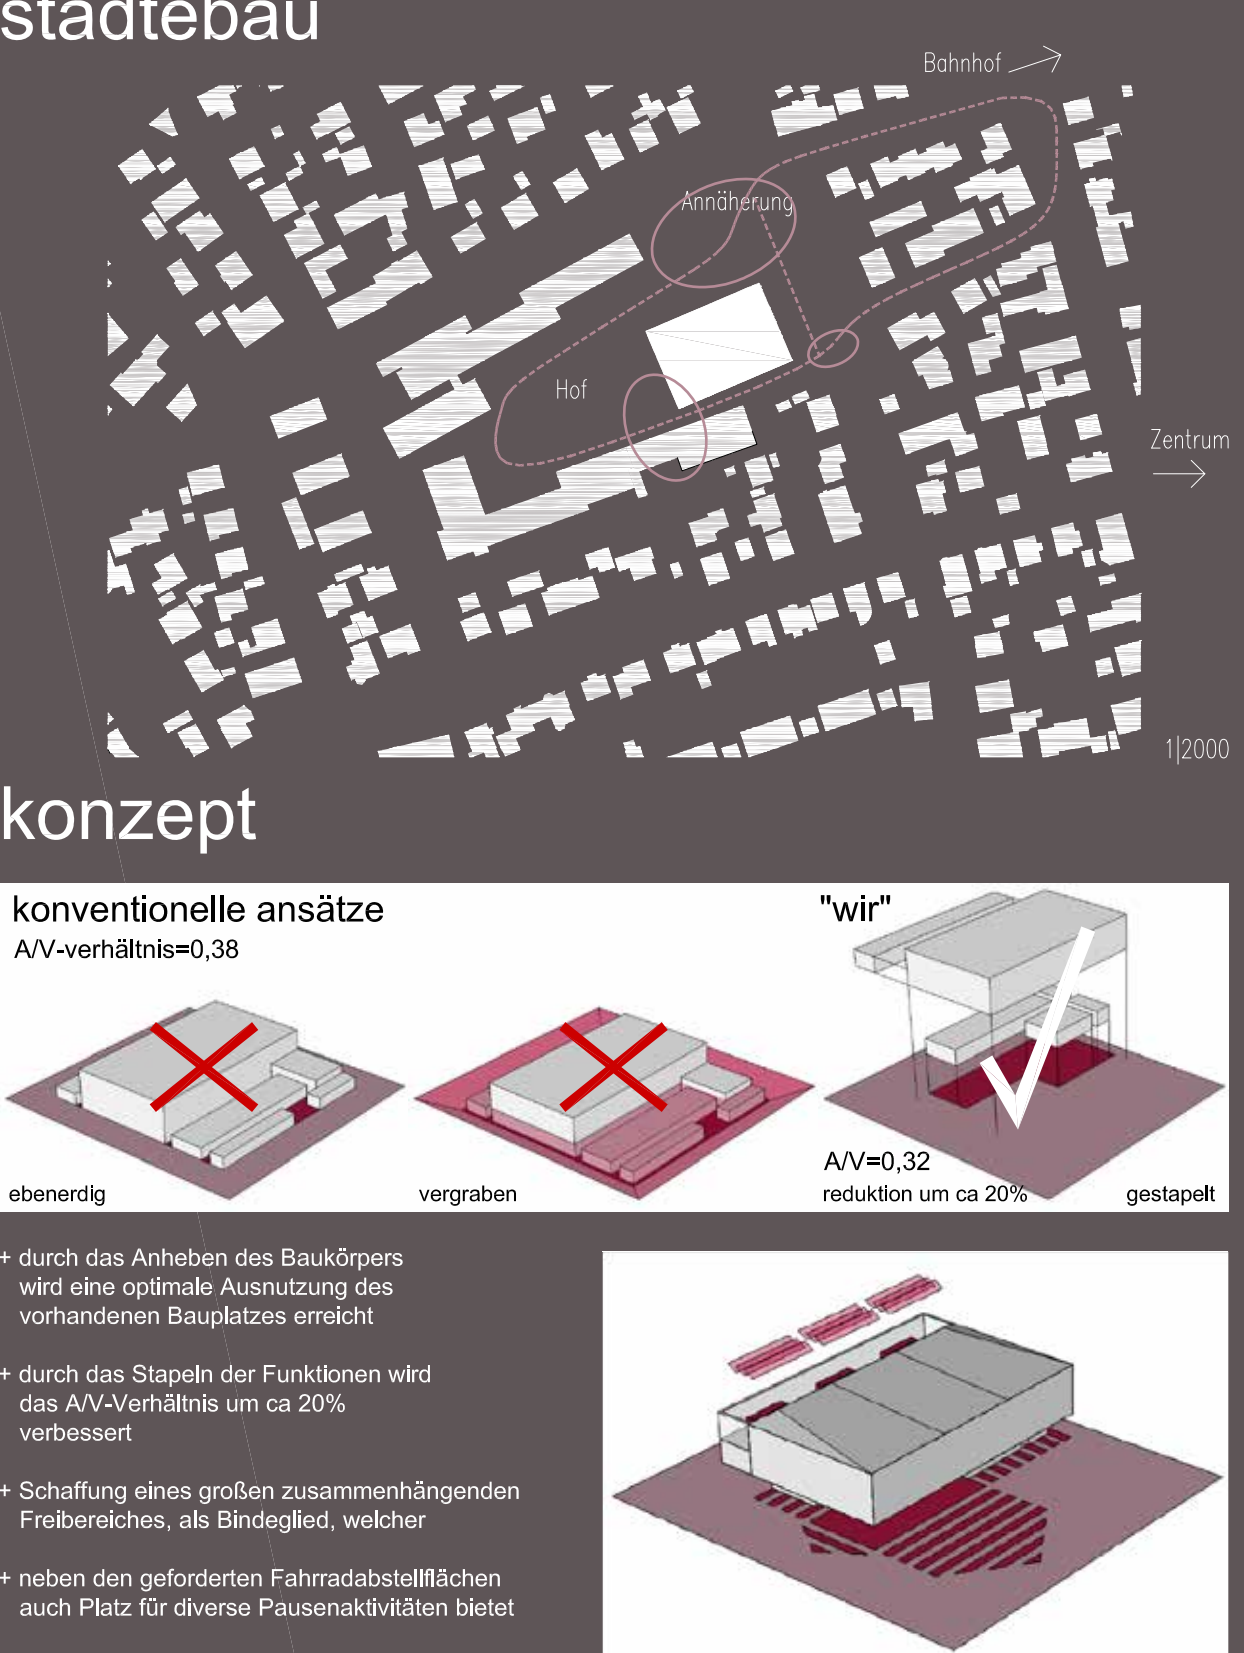 städtebau
Bahnhof
Annäherung
Hof
Zentrum
1|2000
konzept
konventionelle ansätze
A/V-verhältnis=0,38
"wir"
ebenerdig
vergraben
A/V=0,32
reduktion um ca 20%
gestapelt
+ durch das Anheben des Baukörpers
wird eine optimale Ausnutzung des
vorhandenen Bauplatzes erreicht
+ durch das Stapeln der Funktionen wird
das A/V-Verhältnis um ca 20%
verbessert
+ Schaffung eines großen zusammenhängenden
Freibereiches, als Bindeglied, welcher
+ neben den geforderten Fahrradabstellflächen
auch Platz für diverse Pausenaktivitäten bietet